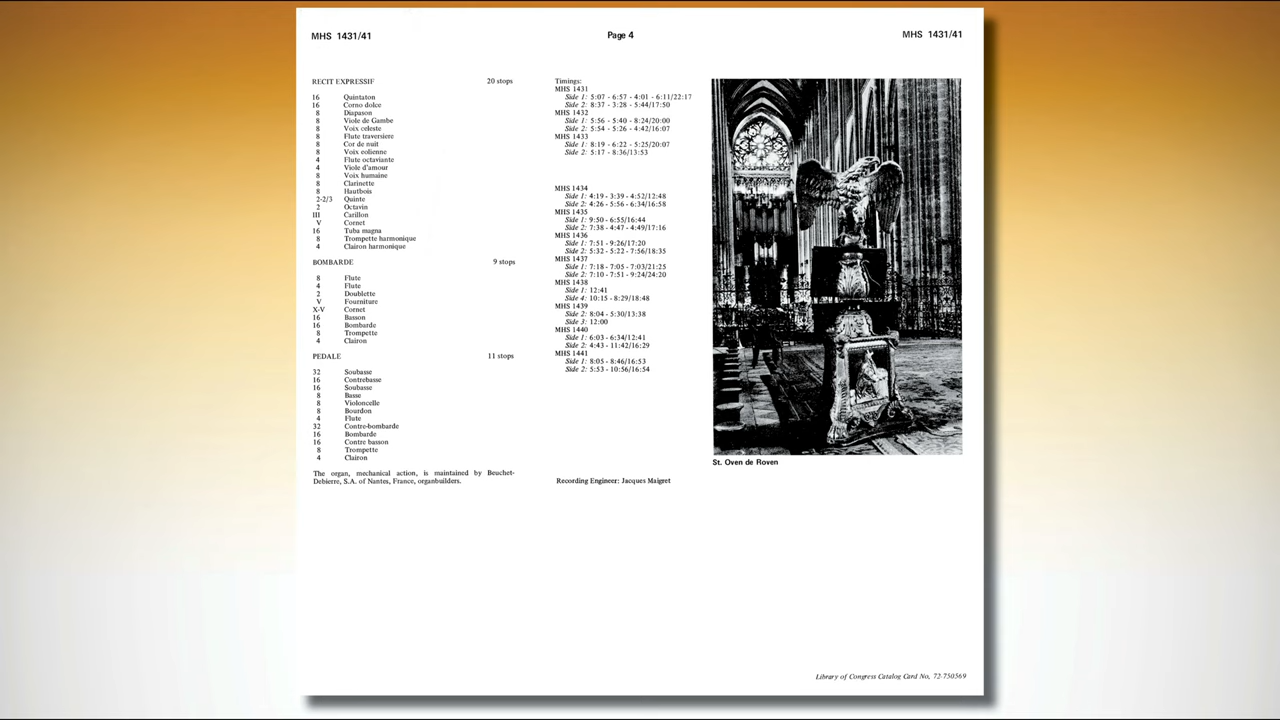 MHS 1431/41
Page 4
MHS 1431/41
RECIT EXPRESSIF 20 stops
16 Quintaton
16 Corno dolce
8 Diapason
8 Viole de Gambe
8 Voix celeste
8 Flute traversiere
8 Cor de nuit
8 Voix eolienne
4 Flute octaviante
4 Viole d'amour
8 Voix humaine
8 Clarinette
8 Hautbois
2-2/3 Quinte
2 Octavin
III Carillon
V Cornet
16 Tuba magna
8 Trompette harmonique
4 Clairon harmonique
BOMBARDE 9 stops
8 Flute
4 Flute
2 Doublette
V Fourniture
X-V Cornet
16 Basson
16 Bombarde
8 Trompette
4 Clairon
PEDALE 11 stops
32 Soubasse
16 Contrebasse
16 Soubasse
8 Basse
8 Violoncelle
8 Bourdon
4 Flute
32 Contre-bombarde
16 Bombarde
16 Contre basson
8 Trompette
4 Clairon
The organ, mechanical action, is maintained by Beuchet-
Debierre, S.A. of Nantes, France, organbuilders.
Timings:
MHS 1431
Side 1: 5:07 - 6:57 - 4:01 - 6:11/22:17
Side 2: 8:37 - 3:28 - 5:44/17:50
MHS 1432
Side 1: 5:56 - 5:40 - 8:24/20:00
Side 2: 5:54 - 5:26 - 4:42/16:07
MHS 1433
Side 1: 8:19 - 6:22 - 5:25/20:07
Side 2: 5:17 - 8:36/13:53
MHS 1434
Side 1: 4:19 - 3:39 - 4:52/12:48
Side 2: 4:26 - 5:56 - 6:34/16:58
MHS 1435
Side 1: 9:50 - 6:55/16:44
Side 2: 7:38 - 4:47 - 4:49/17:16
MHS 1436
Side 1: 7:51 - 9:26/17:20
Side 2: 5:32 - 5:22 - 7:56/18:35
MHS 1437
Side 1: 7:18 - 7:05 - 7:03/21:25
Side 2: 7:10 - 7:51 - 9:24/24:20
MHS 1438
Side 1: 12:41
Side 4: 10:15 - 8:29/18:48
MHS 1439
Side 2: 8:04 - 5:30/13:38
Side 3: 12:00
MHS 1440
Side 1: 6:03 - 6:34/12:41
Side 2: 4:43 - 11:42/16:29
MHS 1441
Side 1: 8:05 - 8:46/16:53
Side 2: 5:53 - 10:56/16:54
Recording Engineer: Jacques Maigret
St. Oven de Roven
Library of Congress Catalog Card No, 72-750569